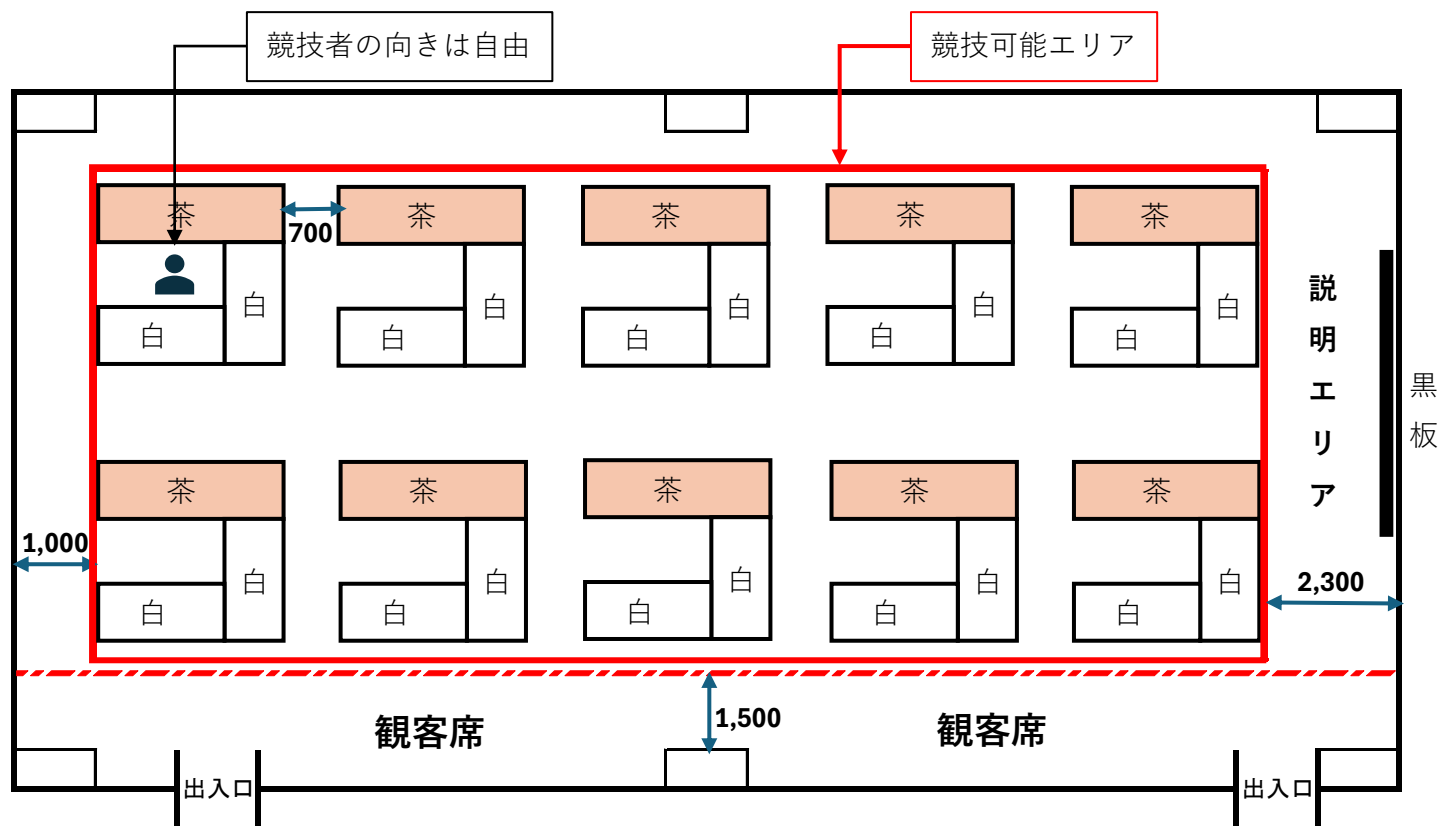 競技者の向きは自由
競技可能エリア
茶
茶
茶
茶
茶
700
白
白
白
白
白
白
白
白
白
白
説明エリア
黒板
茶
茶
茶
茶
茶
1,000
白
白
白
白
白
白
白
白
白
白
2,300
1,500
観客席
観客席
出入口
出入口